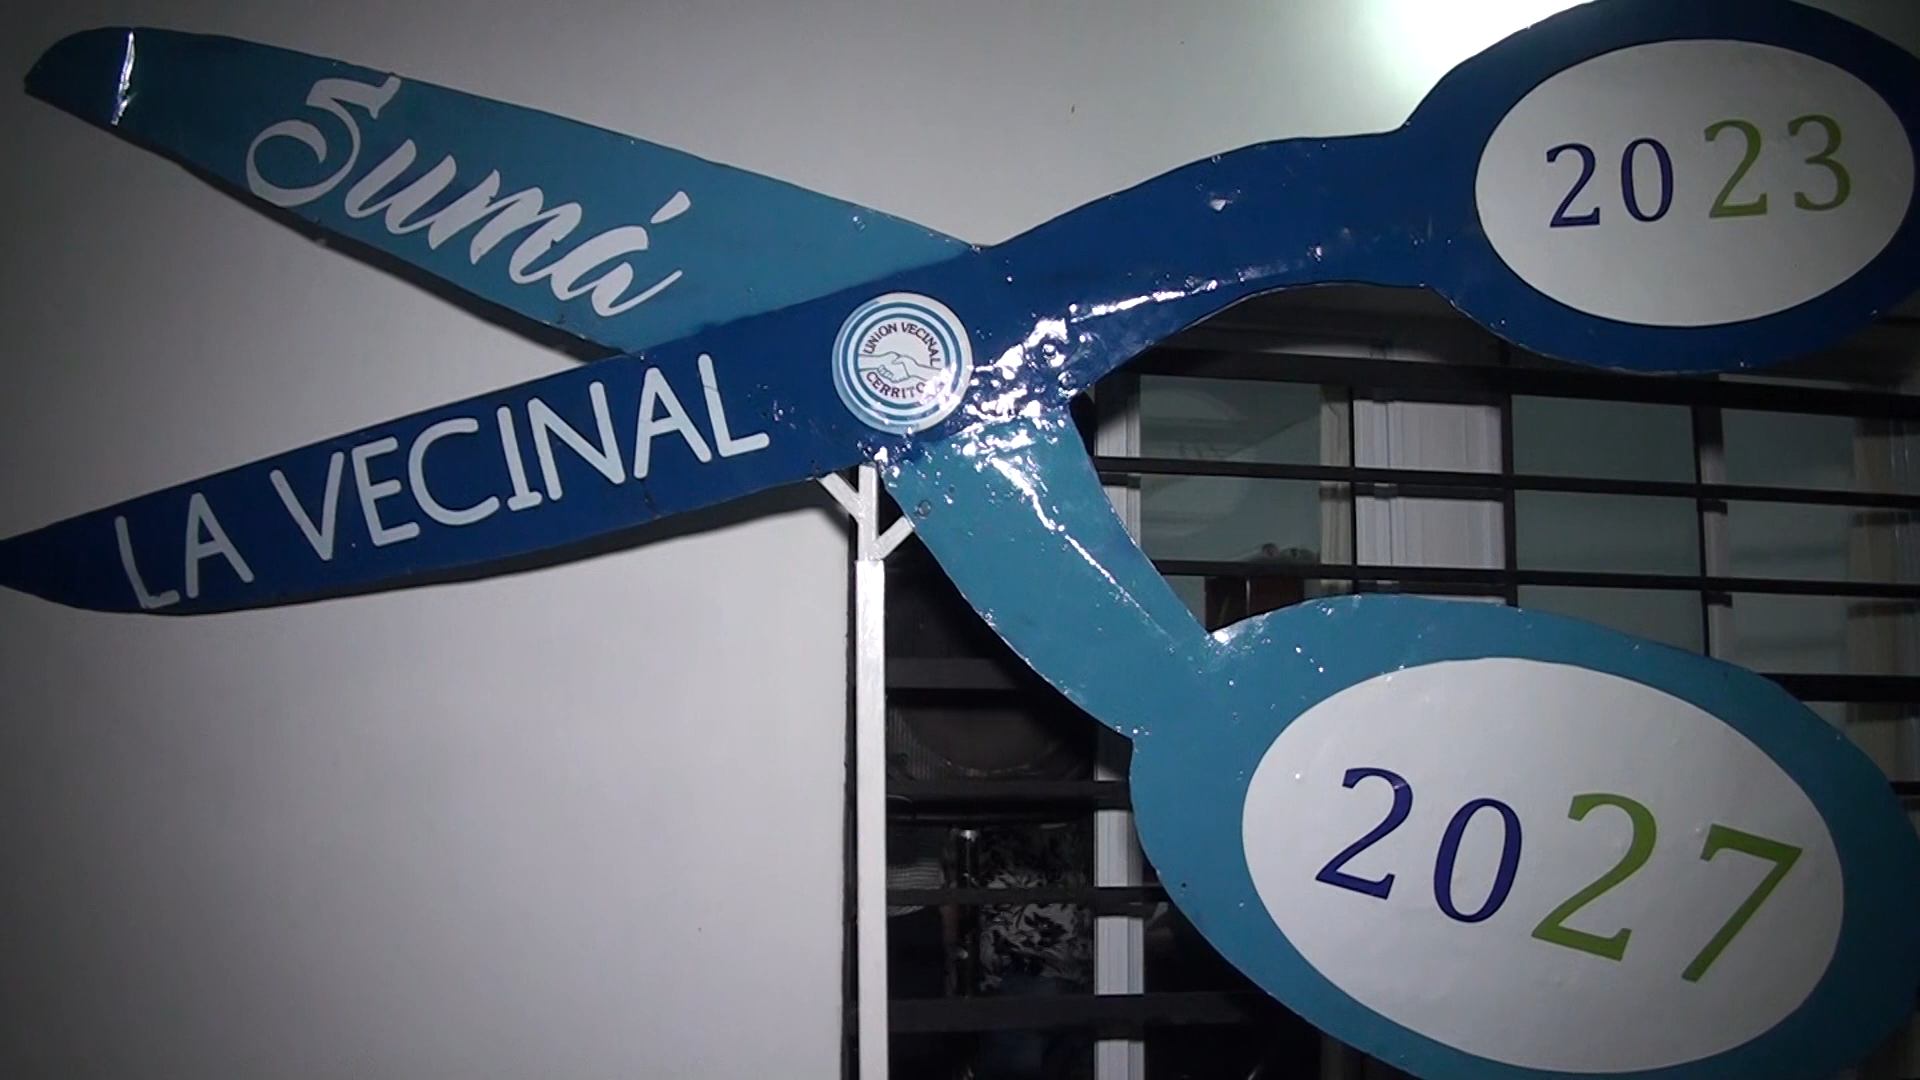 Sumá
LA VECINAL
UNION VECINAL
CERRITO
2023
2027